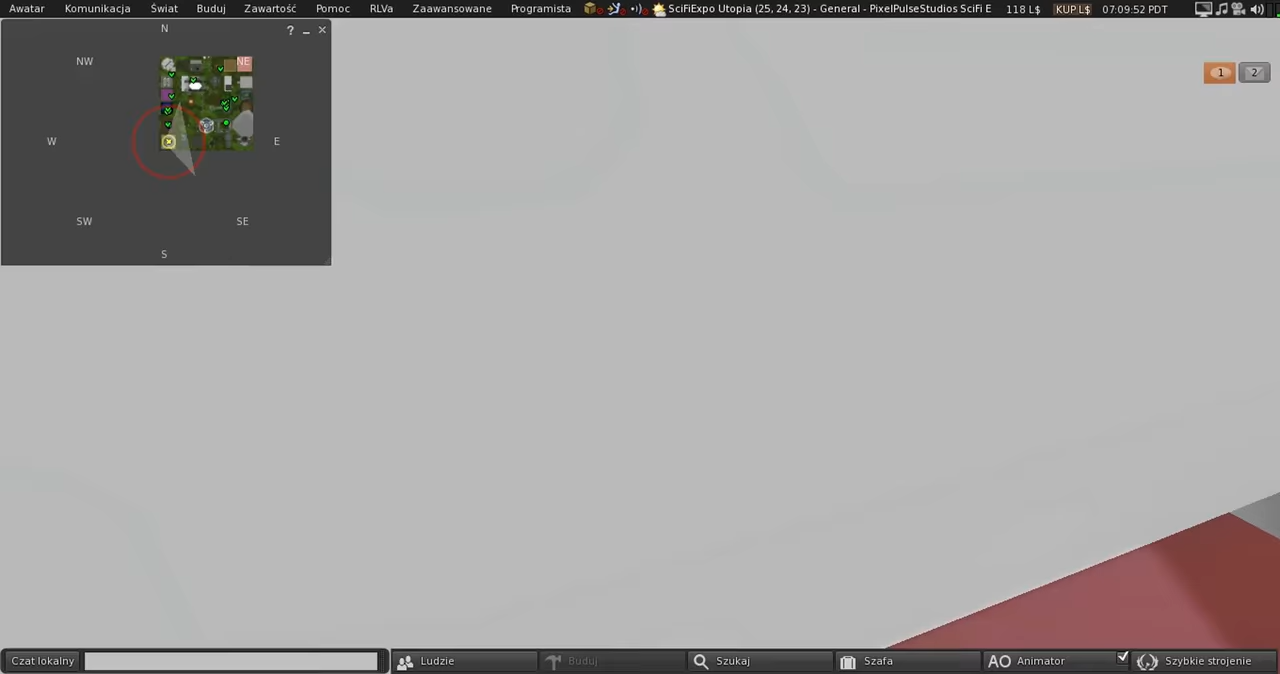 Awatar Komunikacja Świat Buduj Zawartość Pomoc RLVa Zaawansowane Programista SciFiExpo Utopia (25, 24, 23) - General - PixelPulseStudios SciFi E 118 L$ KUP L$ 07:09:52 PDT
N
? _ ×
NW NE
1 2
W E
SW SE
S
Czat lokalny Ludzie Buduj Szukaj Szafa AO Animator Szybkie strojenie